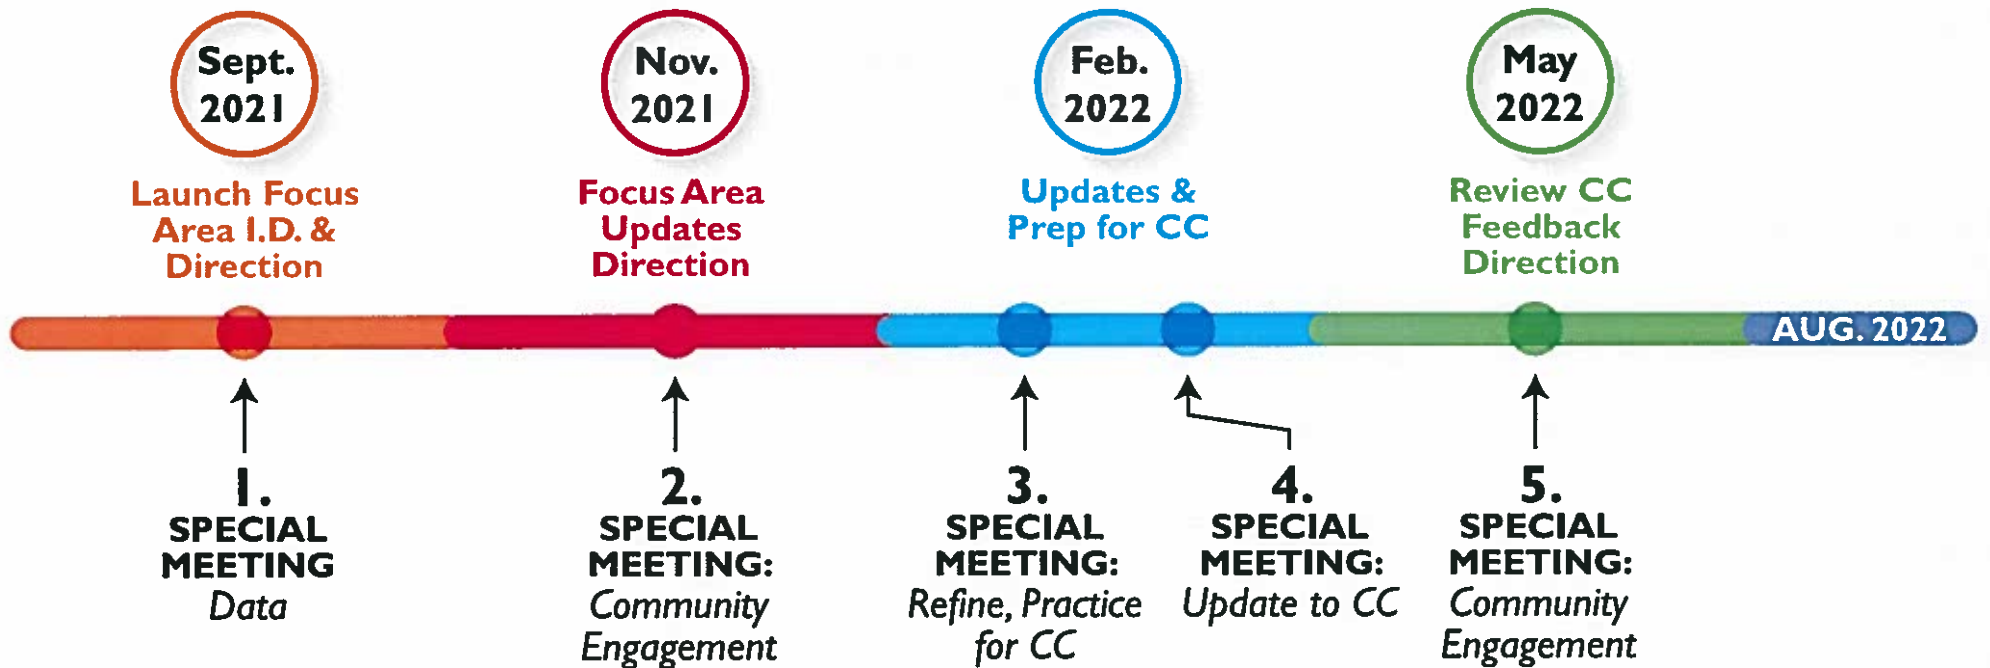 Sept.
2021
Nov.
2021
Feb.
2022
May
2022
Launch Focus
Area I.D. &
Direction
Focus Area
Updates
Direction
Updates &
Prep for CC
Review CC
Feedback
Direction
AUG. 2022
1.
SPECIAL
MEETING
Data
2.
SPECIAL
MEETING:
Community
Engagement
3.
SPECIAL
MEETING:
Refine, Practice
for CC
4.
SPECIAL
MEETING:
Update to CC
5.
SPECIAL
MEETING:
Community
Engagement